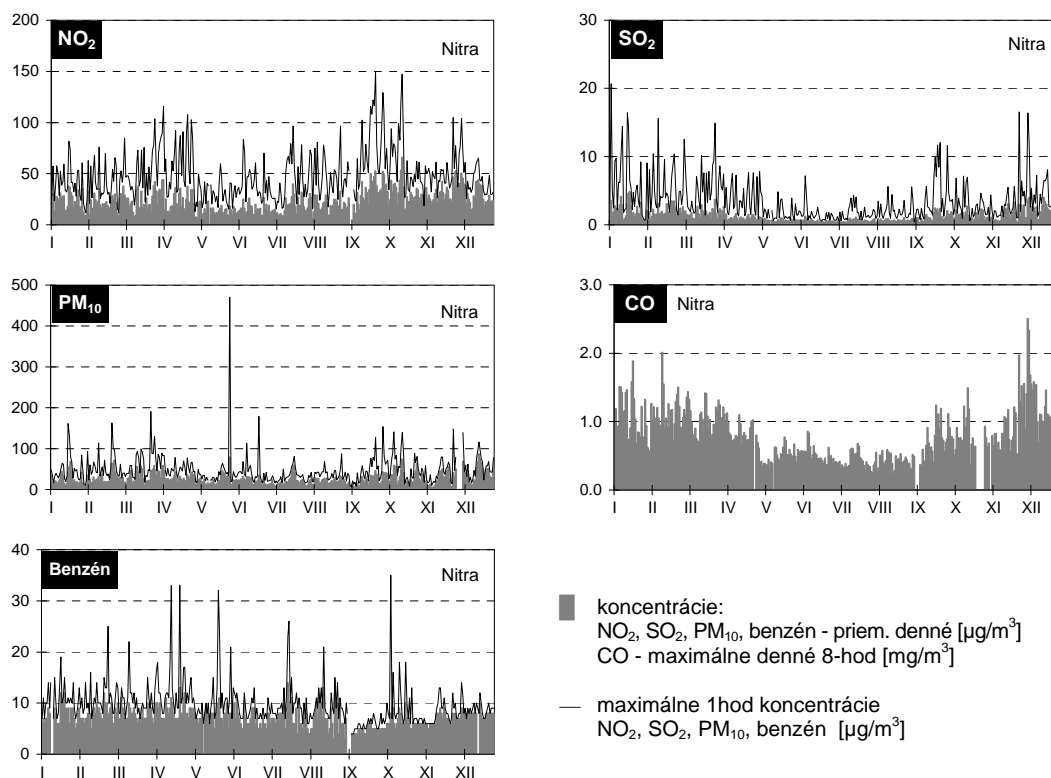 200
150
100
50
0
NO₂
Nitra
I II III IV V VI VII VIII IX X XI XII
30
20
10
0
SO₂
Nitra
I II III IV V VI VII VIII IX X XI XII
500
400
300
200
100
0
PM₁₀
Nitra
I II III IV V VI VII VIII IX X XI XII
3.0
2.0
1.0
0.0
CO
Nitra
I II III IV V VI VII VIII IX X XI XII
40
30
20
10
0
Benzén
Nitra
I II III IV V VI VII VIII IX X XI XII
koncentrácie:
NO₂, SO₂, PM₁₀, benzén - priem. denné [µg/m³]
CO - maximálne denné 8-hod [mg/m³]
maximálne 1hod koncentrácie
NO₂, SO₂, PM₁₀, benzén [µg/m³]